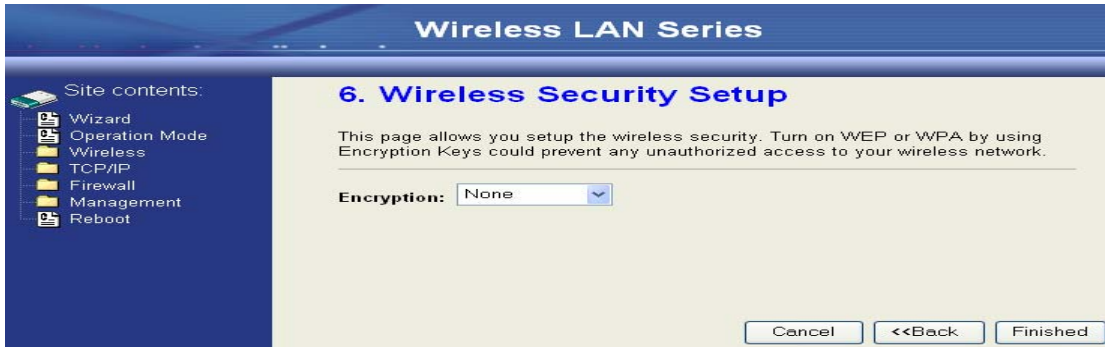 Wireless LAN Series
Site contents:
Wizard
Operation Mode
Wireless
TCP/IP
Firewall
Management
Reboot
6. Wireless Security Setup
This page allows you setup the wireless security. Turn on WEP or WPA by using
Encryption Keys could prevent any unauthorized access to your wireless network.
Encryption: None
Cancel <<Back Finished